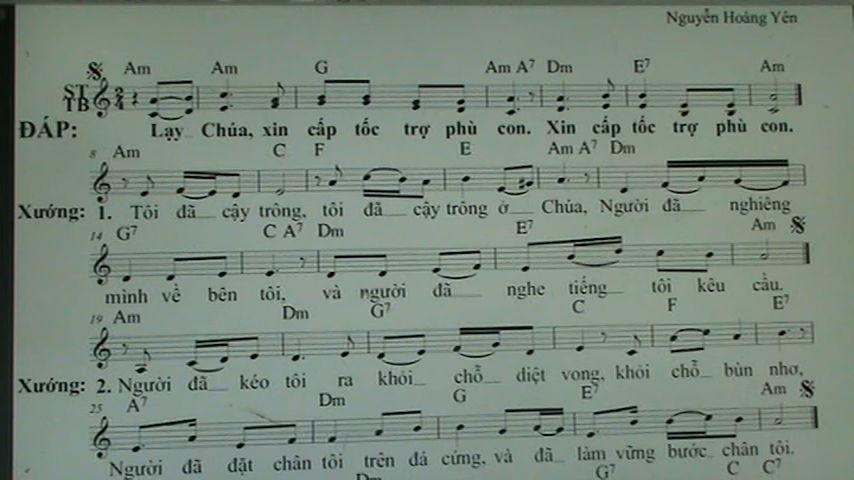 Nguyễn Hoàng Yên
Am Am G Am A7 Dm E7 Am
ST
TB
ĐÁP: Lạy Chúa, xin cấp tốc trợ phù con. Xin cấp tốc trợ phù con.
8 Am C F E Am A7 Dm
Xướng: 1. Tôi đã cậy trông, tôi đã cậy trông ở Chúa, Người đã nghiêng
14 G7 C A7 Dm E7 Am
mình về bên tôi, và người đã nghe tiếng tôi kêu cầu.
19 Am Dm G7 C F E7
Xướng: 2. Người đã kéo tôi ra khỏi chỗ diệt vong, khỏi chỗ bùn nhơ,
25 A7 Dm G E7 Am
Người đã đặt chân tôi trên đá cứng, và đã làm vững bước chân tôi.
Dm G7 C C7